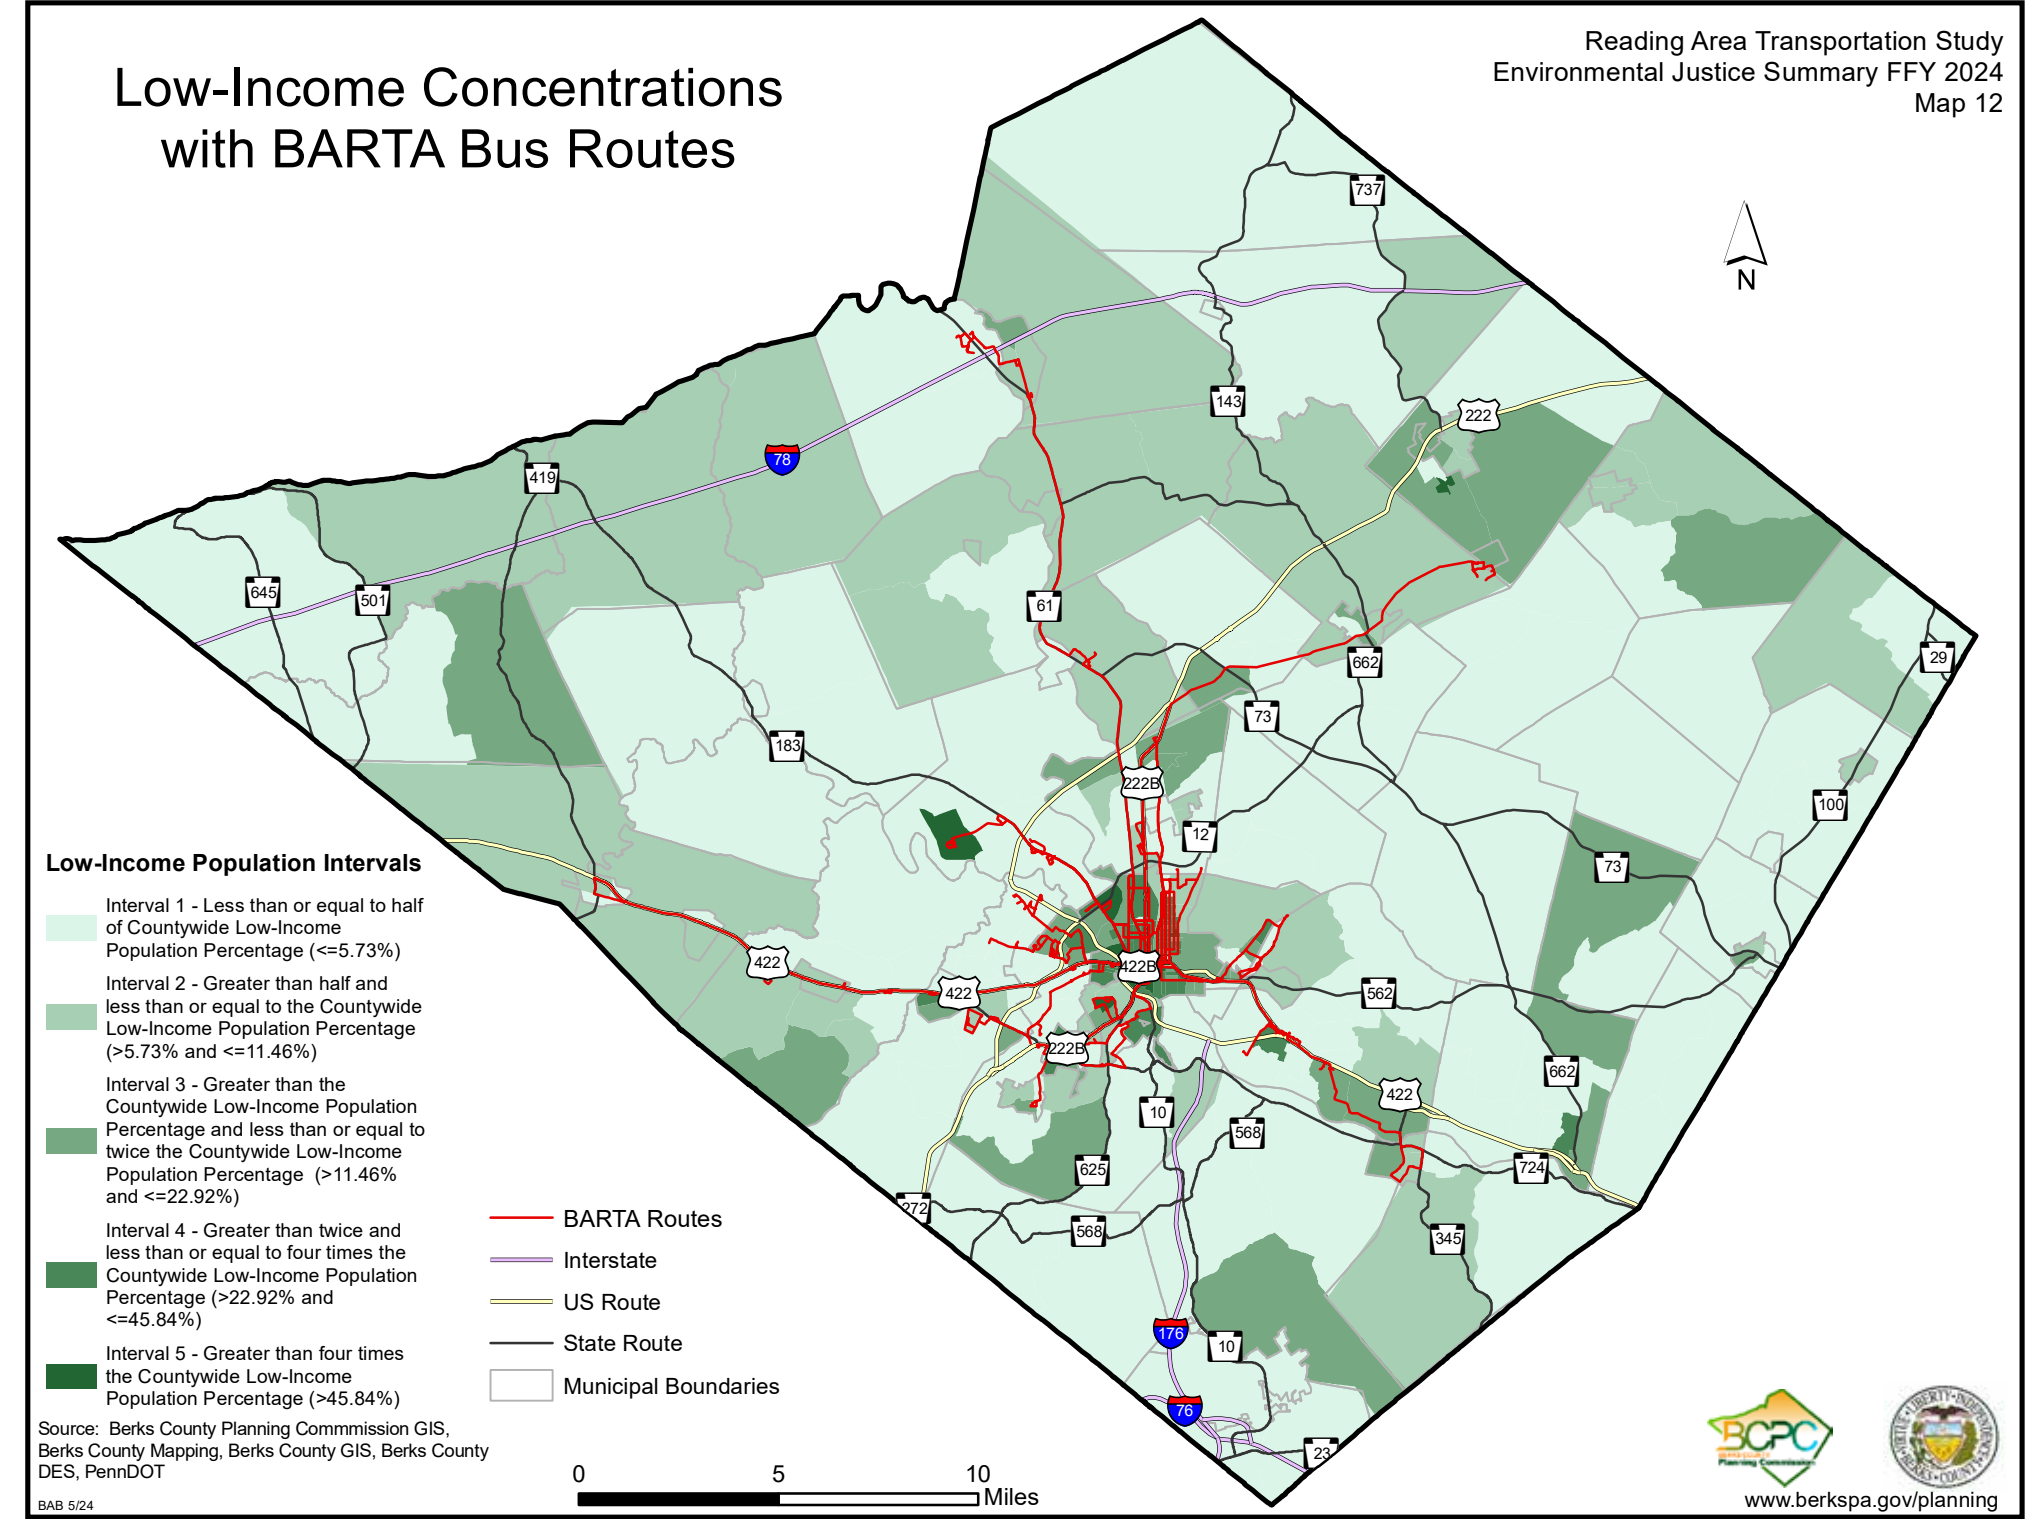 Low-Income Concentrations
with BARTA Bus Routes
Reading Area Transportation Study
Environmental Justice Summary FFY 2024
Map 12
N
737
143
222
78
419
645
501
61
662
29
73
183
222B
12
100
73
422
422
422B
562
222B
422
662
10
568
625
724
272
568
345
176
10
76
23
Low-Income Population Intervals
Interval 1 - Less than or equal to half
of Countywide Low-Income
Population Percentage (<=5.73%)
Interval 2 - Greater than half and
less than or equal to the Countywide
Low-Income Population Percentage
(>5.73% and <=11.46%)
Interval 3 - Greater than the
Countywide Low-Income Population
Percentage and less than or equal to
twice the Countywide Low-Income
Population Percentage  (>11.46%
and <=22.92%)
Interval 4 - Greater than twice and
less than or equal to four times the
Countywide Low-Income Population
Percentage (>22.92% and
<=45.84%)
Interval 5 - Greater than four times
the Countywide Low-Income
Population Percentage (>45.84%)
BARTA Routes
Interstate
US Route
State Route
Municipal Boundaries
Source:  Berks County Planning Commmission GIS,
Berks County Mapping, Berks County GIS, Berks County
DES, PennDOT
BAB 5/24
0 5 10
Miles
BCPC
Planning Commission
www.berkspa.gov/planning